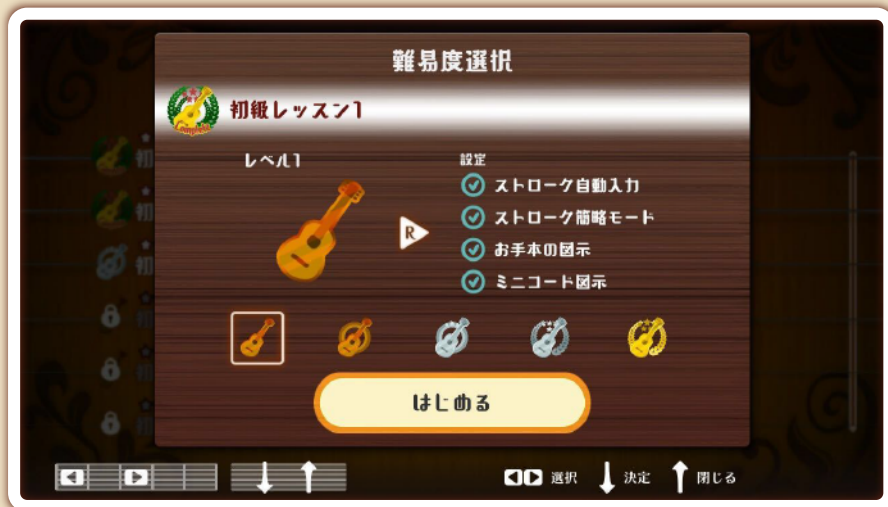 難易度選択
初級レッスン1
レベル1
設定
ストローク自動入力
ストローク簡略モード
お手本の図示
ミニコード図示
R
はじめる
選択 決定 閉じる